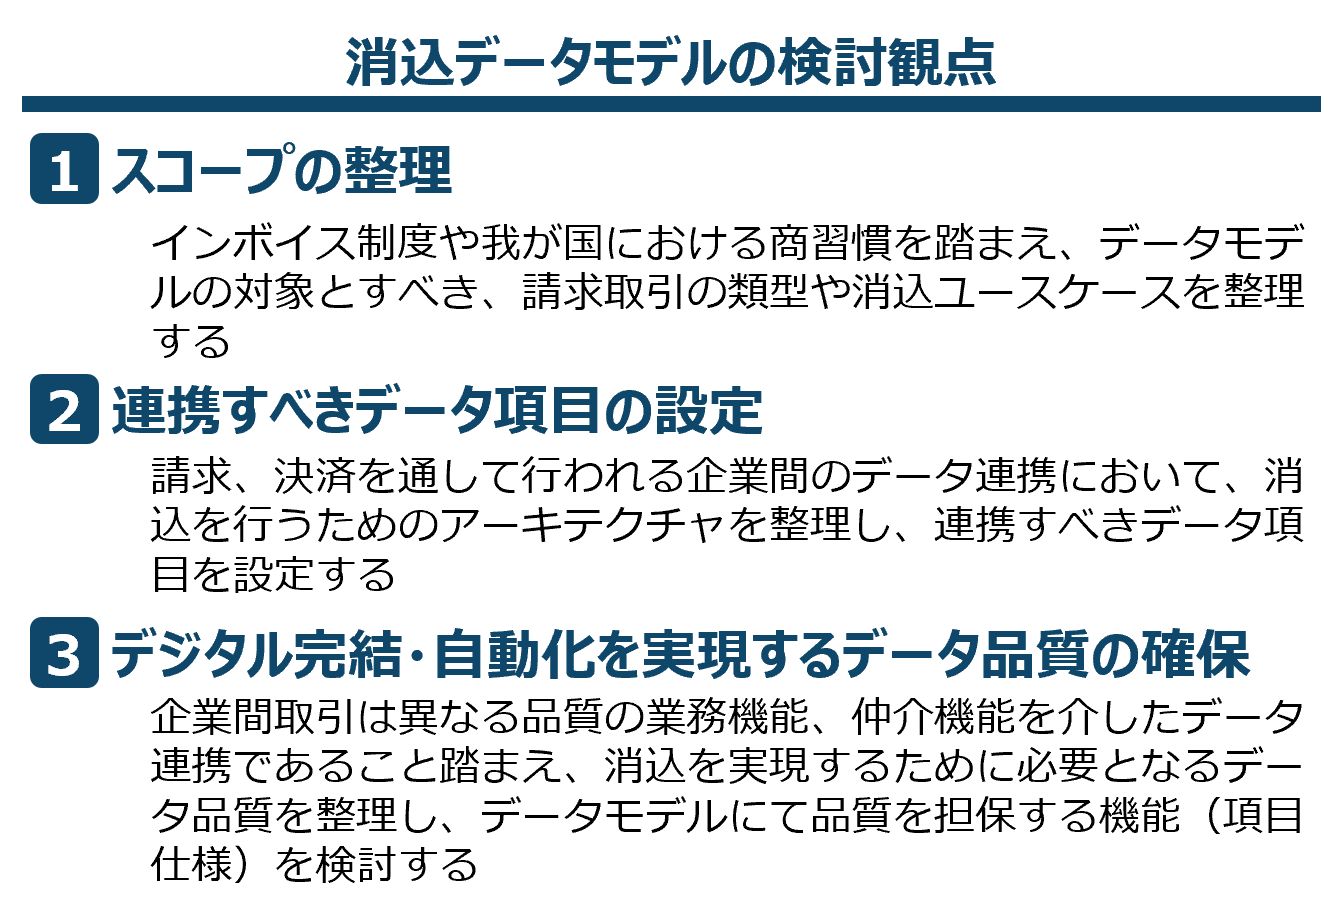 消込データモデルの検討観点
1 スコープの整理
インボイス制度や我が国における商習慣を踏まえ、データモデ
ルの対象とすべき、請求取引の類型や消込ユースケースを整理
する
2 連携すべきデータ項目の設定
請求、決済を通して行われる企業間のデータ連携において、消
込を行うためのアーキテクチャを整理し、連携すべきデータ項
目を設定する
3 デジタル完結・自動化を実現するデータ品質の確保
企業間取引は異なる品質の業務機能、仲介機能を介したデータ
連携であること踏まえ、消込を実現するために必要となるデー
タ品質を整理し、データモデルにて品質を担保する機能（項目
仕様）を検討する